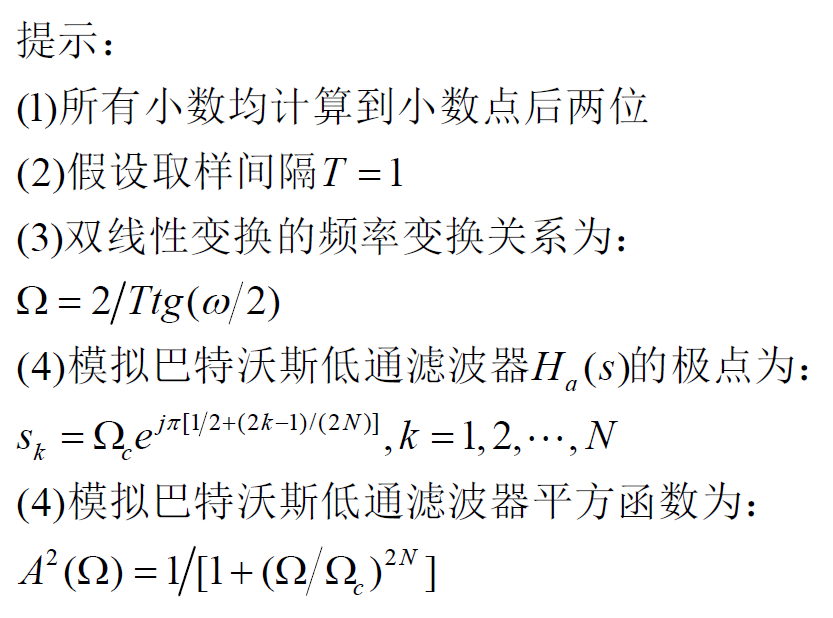 提示：
(1)所有小数均计算到小数点后两位
(2)假设取样间隔T = 1
(3)双线性变换的频率变换关系为：
Ω = 2/Ttg(ω/2)
(4)模拟巴特沃斯低通滤波器H_a(s)的极点为：
s_k = Ω_c e^{jπ[1/2+(2k−1)/(2N)]}, k = 1, 2, ⋯, N
(4)模拟巴特沃斯低通滤波器平方函数为：
A²(Ω) = 1/[1 + (Ω/Ω_c)^{2N}]